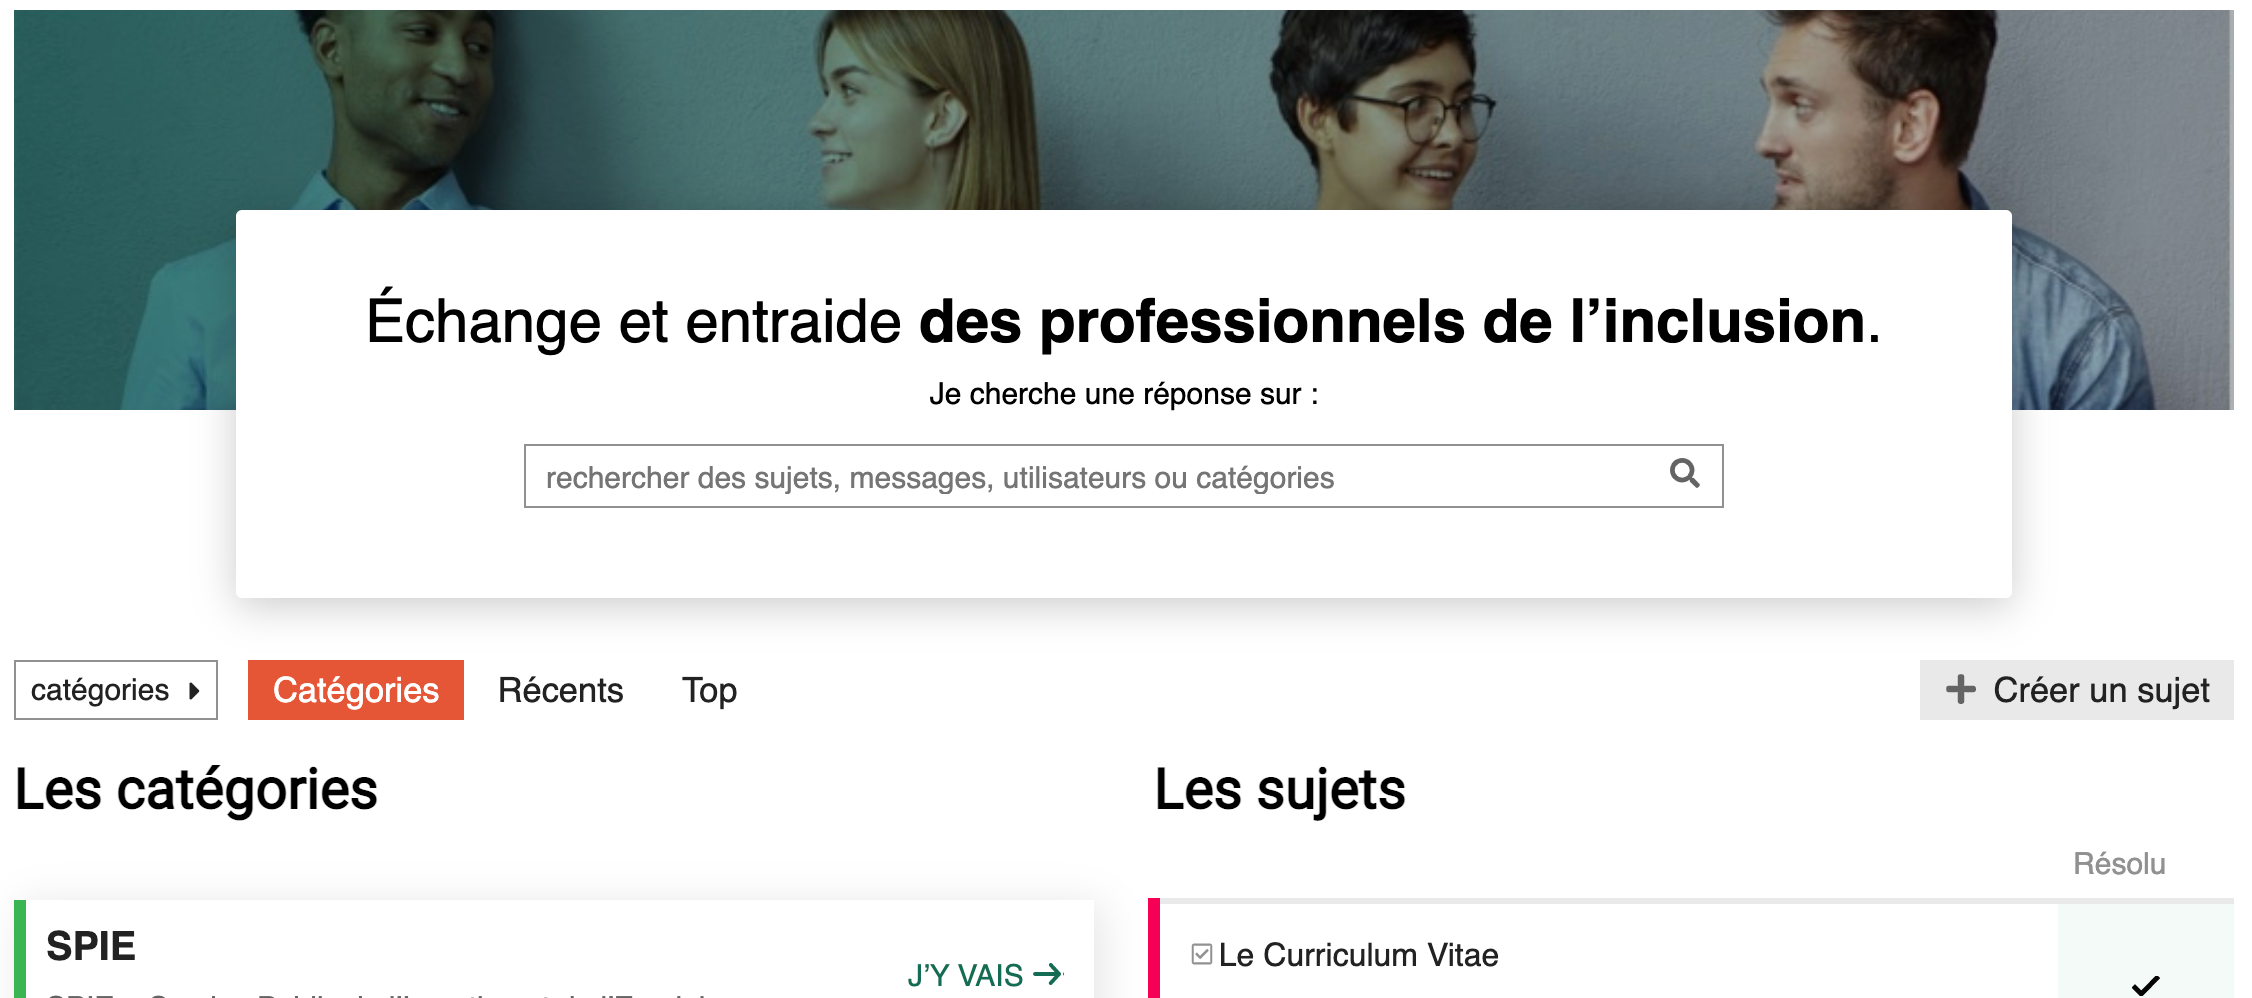 Échange et entraide des professionnels de l’inclusion.
Je cherche une réponse sur :
rechercher des sujets, messages, utilisateurs ou catégories
catégories
Catégories
Récents
Top
Créer un sujet
Les catégories
Les sujets
Résolu
SPIE
J’Y VAIS
Le Curriculum Vitae